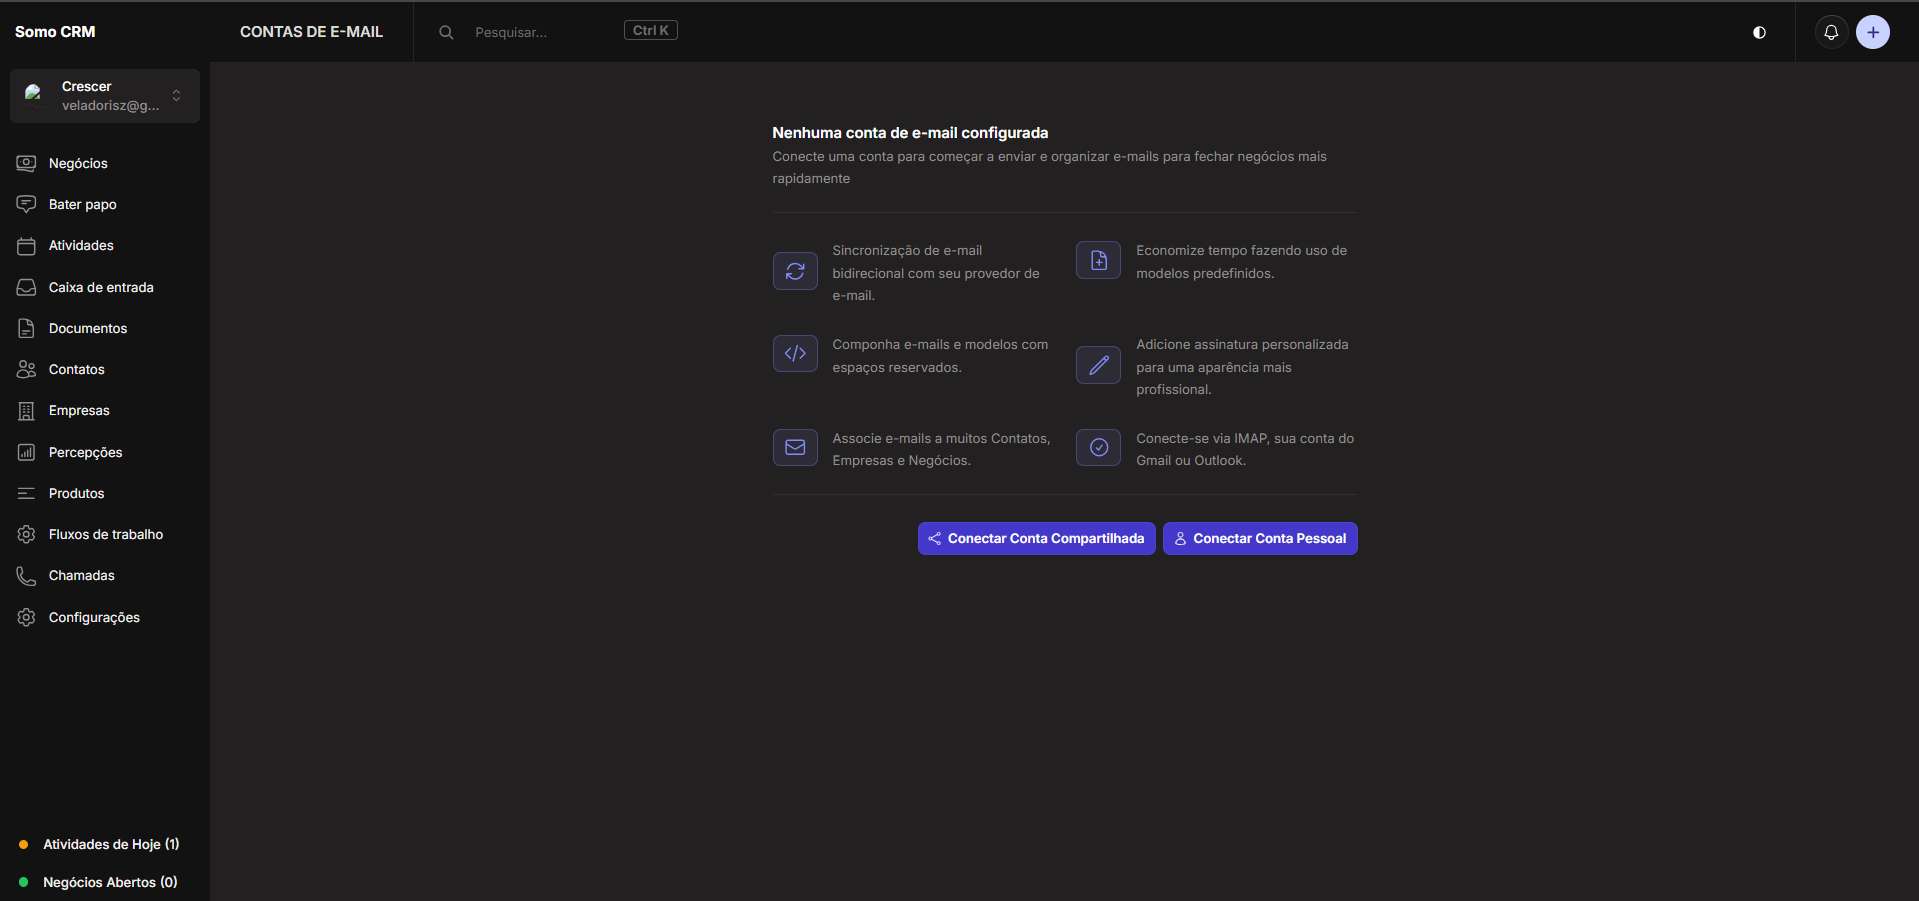 Somo CRM
CONTAS DE E-MAIL
Pesquisar...
Ctrl K
Crescer
veladorisz@g...
Negócios
Bater papo
Atividades
Caixa de entrada
Documentos
Contatos
Empresas
Percepções
Produtos
Fluxos de trabalho
Chamadas
Configurações
Atividades de Hoje (1)
Negócios Abertos (0)
Nenhuma conta de e-mail configurada
Conecte uma conta para começar a enviar e organizar e-mails para fechar negócios mais
rapidamente
Sincronização de e-mail
bidirecional com seu provedor de
e-mail.
Economize tempo fazendo uso de
modelos predefinidos.
Componha e-mails e modelos com
espaços reservados.
Adicione assinatura personalizada
para uma aparência mais
profissional.
Associe e-mails a muitos Contatos,
Empresas e Negócios.
Conecte-se via IMAP, sua conta do
Gmail ou Outlook.
Conectar Conta Compartilhada
Conectar Conta Pessoal